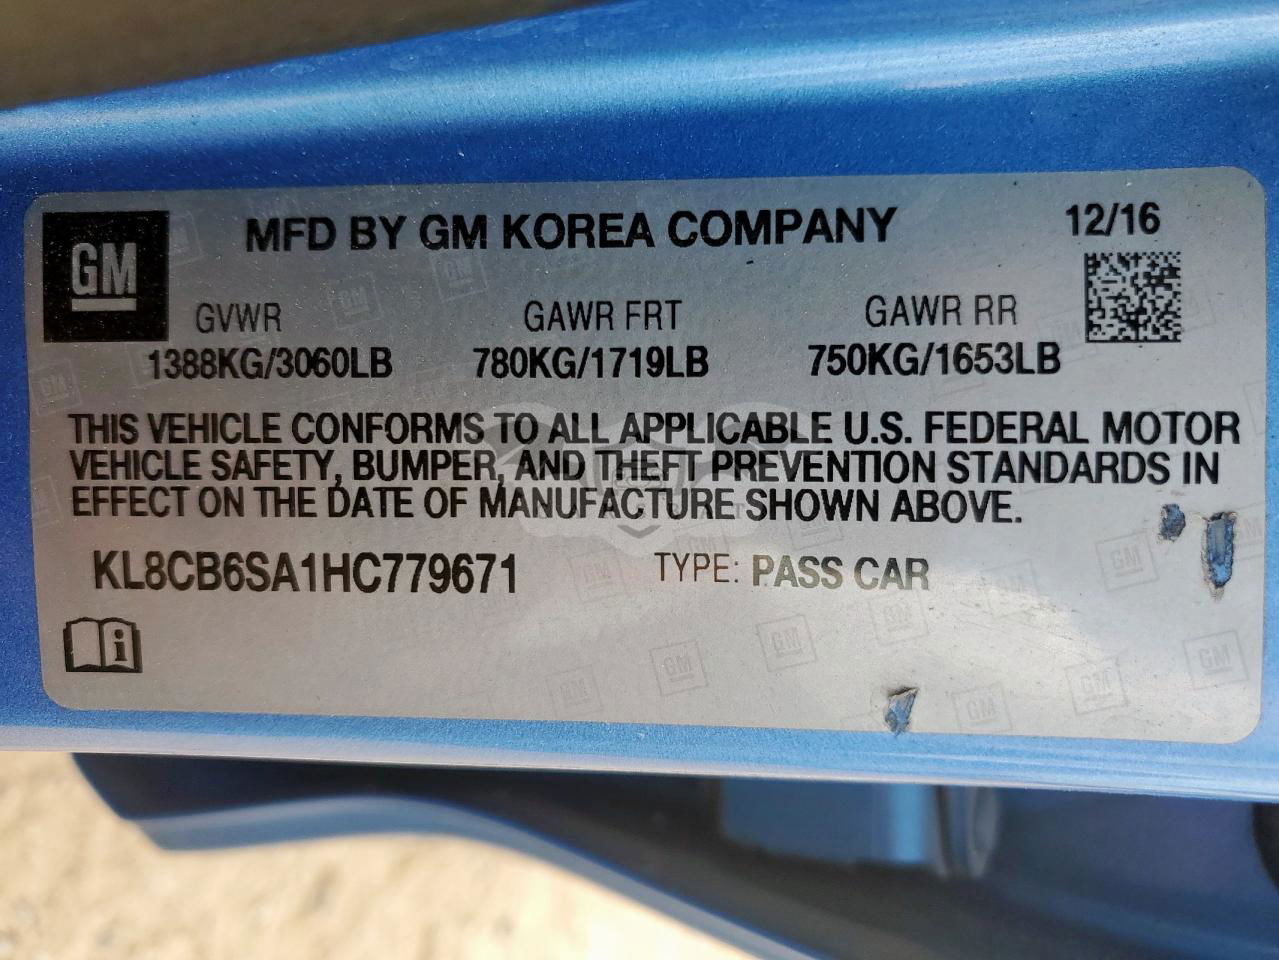 GM
MFD BY GM KOREA COMPANY
12/16
GVWR
GAWR FRT
GAWR RR
1388KG/3060LB
780KG/1719LB
750KG/1653LB
THIS VEHICLE CONFORMS TO ALL APPLICABLE U.S. FEDERAL MOTOR
VEHICLE SAFETY, BUMPER, AND THEFT PREVENTION STANDARDS IN
EFFECT ON THE DATE OF MANUFACTURE SHOWN ABOVE.
KL8CB6SA1HC779671
TYPE: PASS CAR